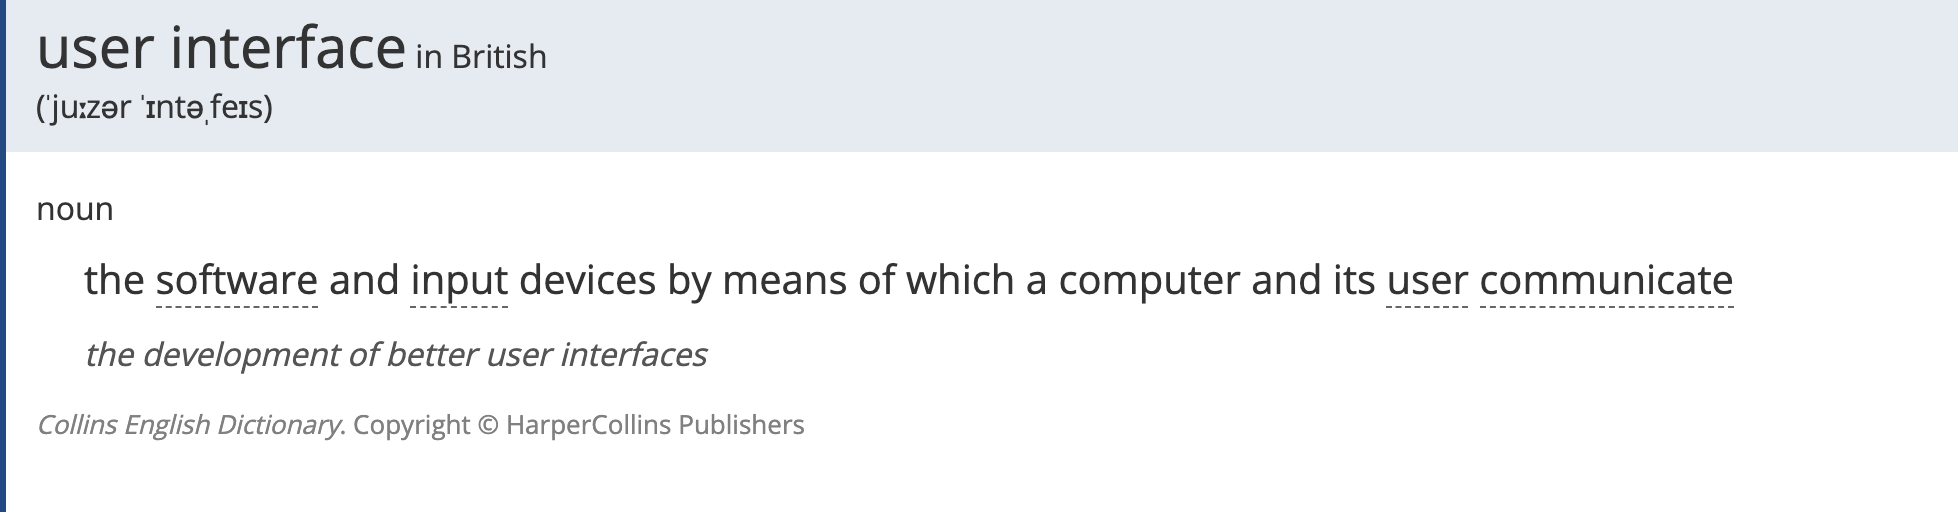 user interface in British
(ˈjuːzər ˈɪntəˌfeɪs)
noun
the software and input devices by means of which a computer and its user communicate
the development of better user interfaces
Collins English Dictionary. Copyright © HarperCollins Publishers